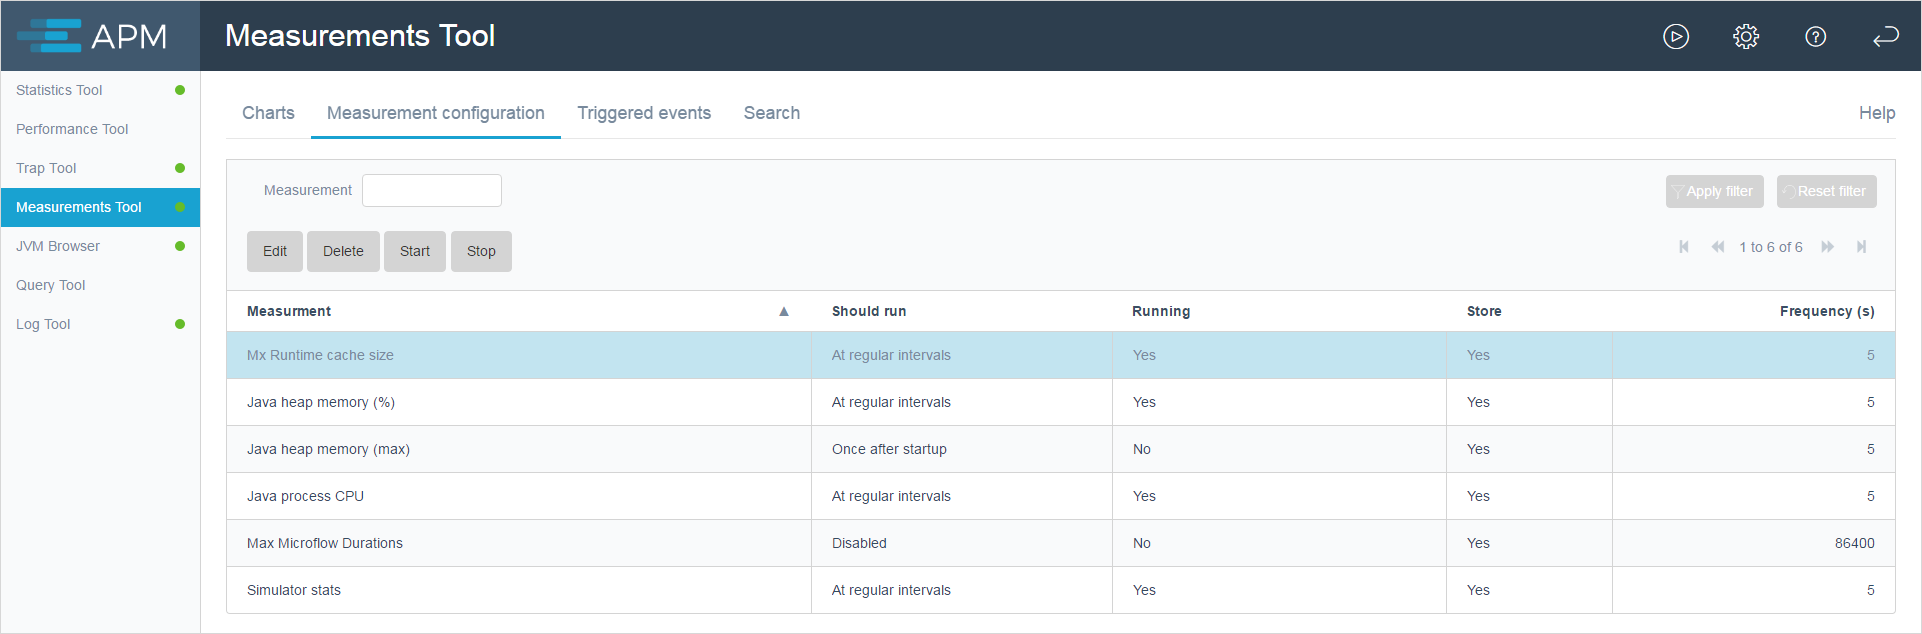 APM
Measurements Tool
?
Statistics Tool
Performance Tool
Trap Tool
Measurements Tool
JVM Browser
Query Tool
Log Tool
Charts Measurement configuration Triggered events Search Help
Measurement Apply filter Reset filter
Edit Delete Start Stop 1 to 6 of 6
Measurment ▲ Should run Running Store Frequency (s)
Mx Runtime cache size At regular intervals Yes Yes 5
Java heap memory (%) At regular intervals Yes Yes 5
Java heap memory (max) Once after startup No Yes 5
Java process CPU At regular intervals Yes Yes 5
Max Microflow Durations Disabled No Yes 86400
Simulator stats At regular intervals Yes Yes 5